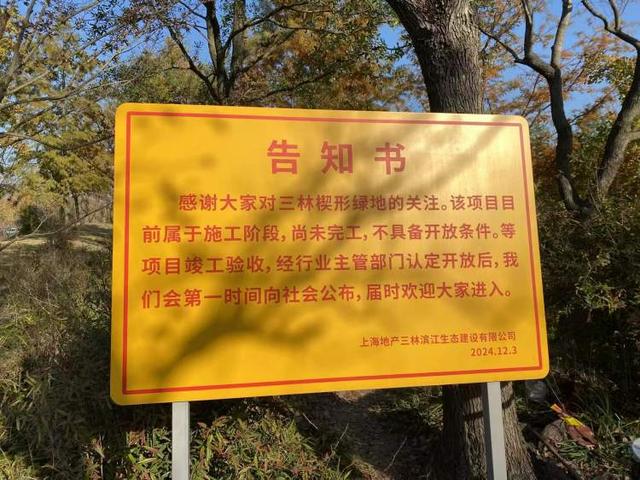 告知书
感谢大家对三林楔形绿地的关注。该项目目
前属于施工阶段，尚未完工，不具备开放条件。等
项目竣工验收，经行业主管部门认定开放后，我
们会第一时间向社会公布，届时欢迎大家进入。
上海地产三林滨江生态建设有限公司
2024.12.3